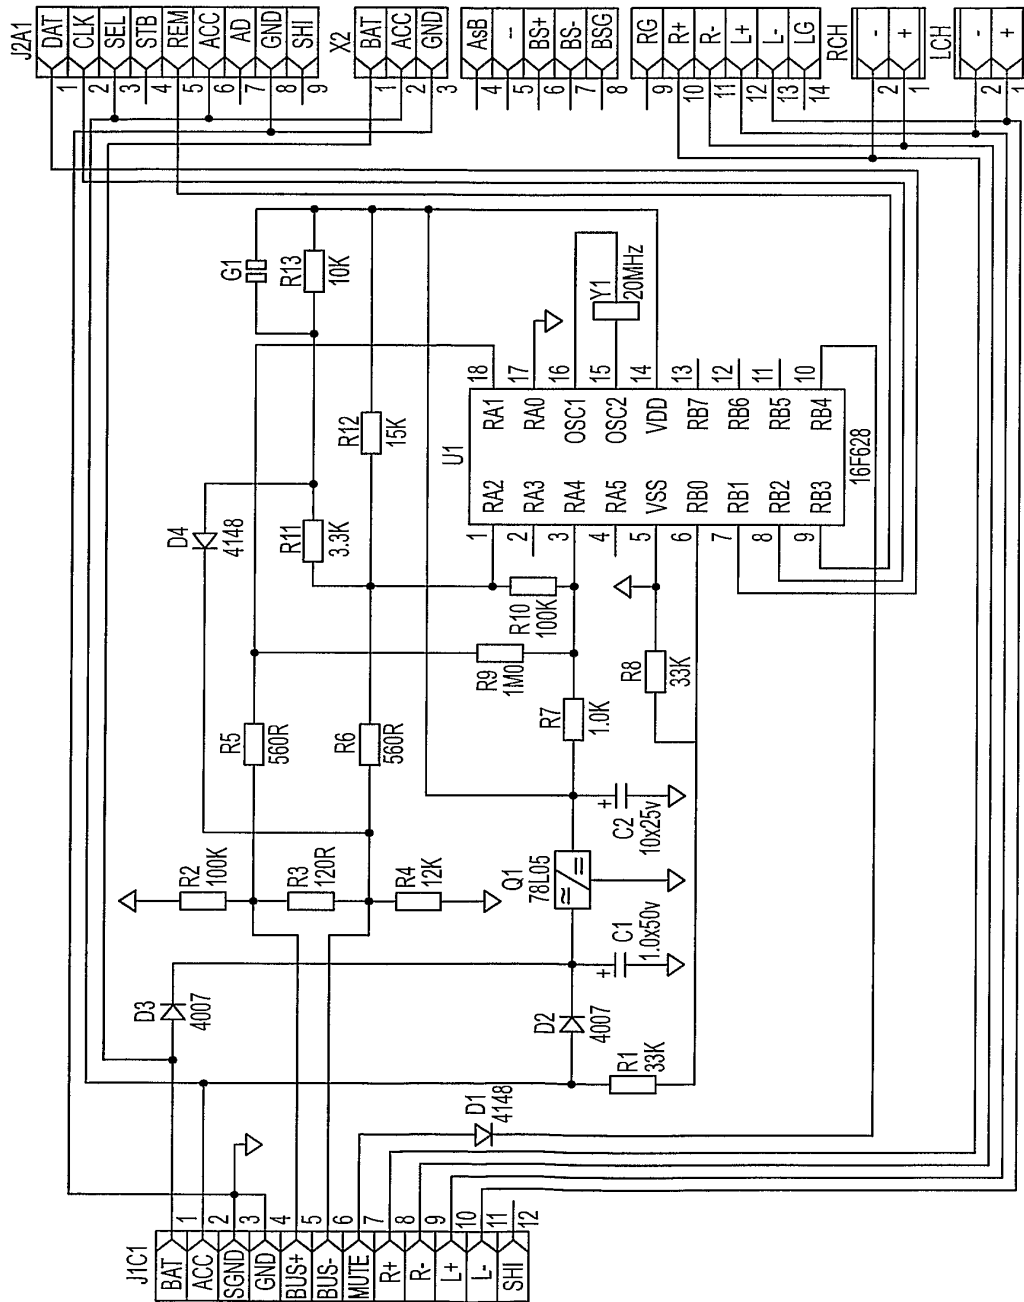 J2A1
DAT
CLK
SEL
STB
REM
ACC
AD
GND
SHI
1
2
3
4
5
6
7
8
9
X2
BAT
ACC
GND
1
2
3
AsB
--
BS+
BS-
BSG
4
5
6
7
8
RG
R+
R-
L+
L-
LG
9
10
11
12
13
14
RCH
-
+
2
1
LCH
-
+
2
1
G1
R13
10K
R12
15K
D4
4148
R11
3.3K
Y1
20MHz
U1
16F628
18
17
16
15
14
13
12
11
10
RA1
RA0
OSC1
OSC2
VDD
RB7
RB6
RB5
RB4
RA2
RA3
RA4
RA5
VSS
RB0
RB1
RB2
RB3
1
2
3
4
5
6
7
8
9
R10
100K
R9
1M0
R8
33K
R7
1.0K
R5
560R
R6
560R
+
C2
10x25v
R2
100K
R3
120R
R4
12K
Q1
78L05
+
C1
1.0x50v
D3
4007
D2
4007
R1
33K
D1
4148
J1C1
BAT
ACC
SGND
GND
BUS+
BUS-
MUTE
R+
R-
L+
L-
SHI
1
2
3
4
5
6
7
8
9
10
11
12